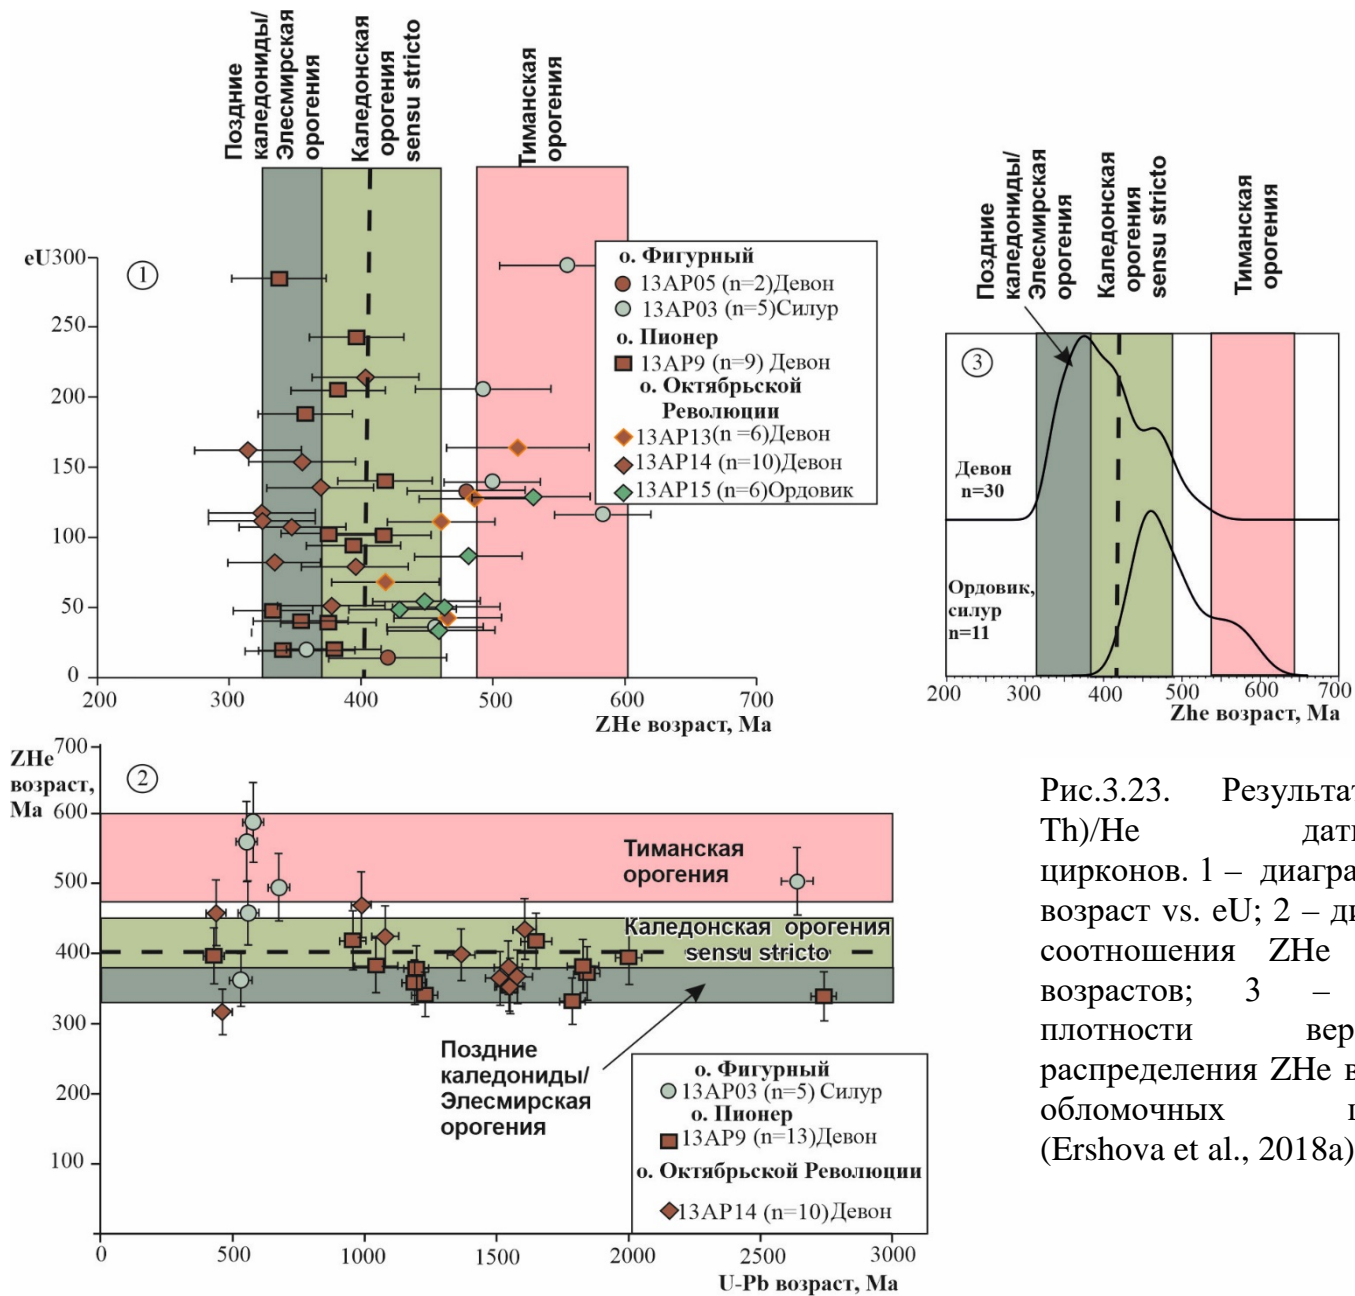 Поздние
каледониды/
Элесмирская
орогения
Каледонская
орогения
sensu stricto
Тиманская
орогения
eU
300
250
200
150
100
50
0
200
300
400
500
600
700
ZHe возраст, Ma
1
о. Фигурный
13AP05 (n=2)Девон
13AP03 (n=5)Силур
о. Пионер
13AP9 (n=9) Девон
о. Октябрьской
Революции
13AP13(n =6)Девон
13AP14 (n=10)Девон
13AP15 (n=6)Ордовик
Поздние
каледониды/
Элесмирская
орогения
Каледонская
орогения
sensu stricto
Тиманская
орогения
3
Девон
n=30
Ордовик,
силур
n=11
200
300
400
500
600
700
Zhe возраст, Ma
ZHe
возраст,
Ma
700
600
500
400
300
200
100
2
Тиманская
орогения
Каледонская орогения
sensu stricto
Поздние
каледониды/
Элесмирская
орогения
о. Фигурный
13AP03 (n=5) Силур
о. Пионер
13AP9 (n=13)Девон
о. Октябрьской Революции
13AP14 (n=10)Девон
0
500
1000
1500
2000
2500
3000
U-Pb возраст, Ma
Рис.3.23. Результат
Th)/He дат
цирконов. 1 – диагра
возраст vs. eU; 2 – ди
соотношения ZHe
возрастов; 3 –
плотности вер
распределения ZHe в
обломочных
(Ershova et al., 2018a)